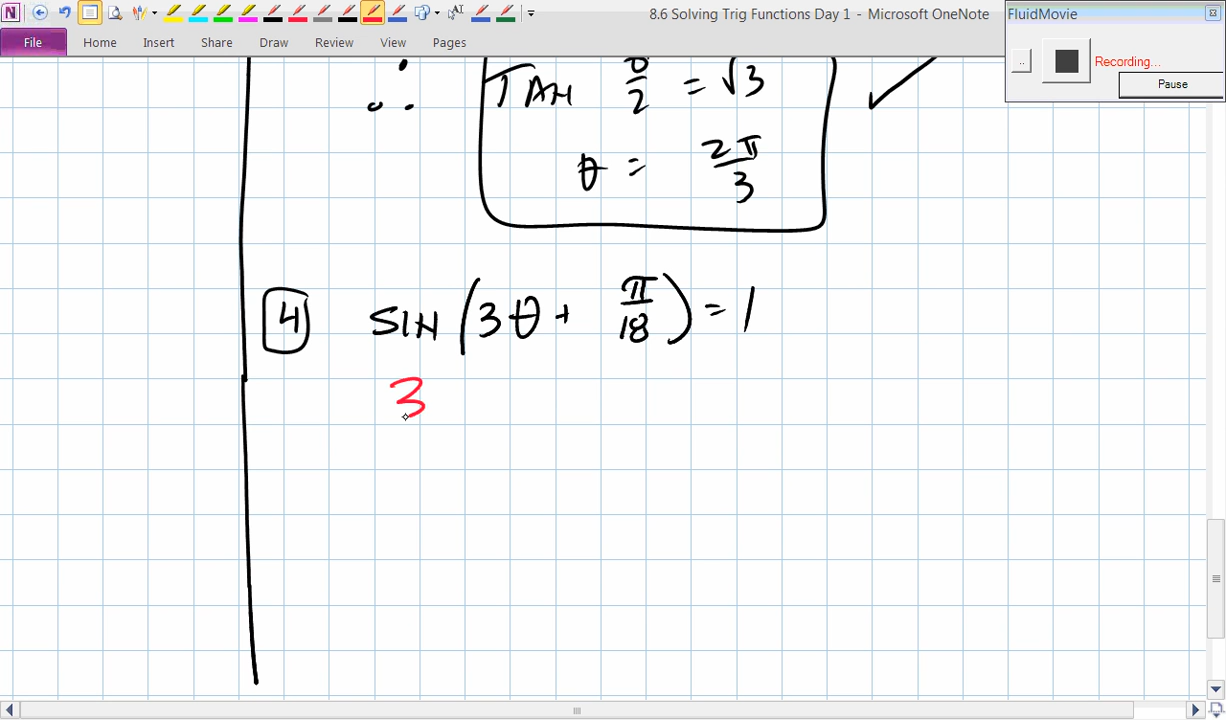 8.6 Solving Trig Functions Day 1 - Microsoft OneNote
FluidMovie
File Home Insert Share Draw Review View Pages
.. Recording...
Pause
∴ TAN θ/2 = √3 ✓
θ = 2π/3
4 SIN (3θ + π/18) = 1
3